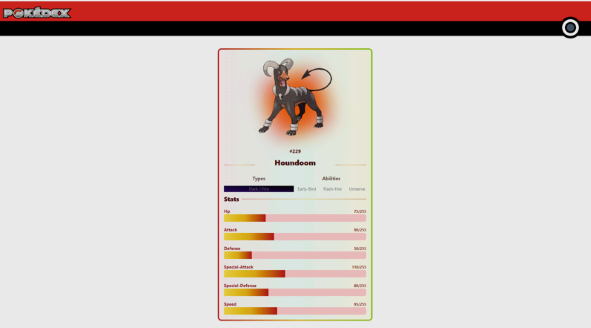 POKÉDEX
#229
Houndoom
Types Abilities
Dark / Fire Early-Bird Flash-Fire Unnerve
Stats
Hp 75/255
Attack 90/255
Defense 50/255
Special-Attack 110/255
Special-Defense 80/255
Speed 95/255